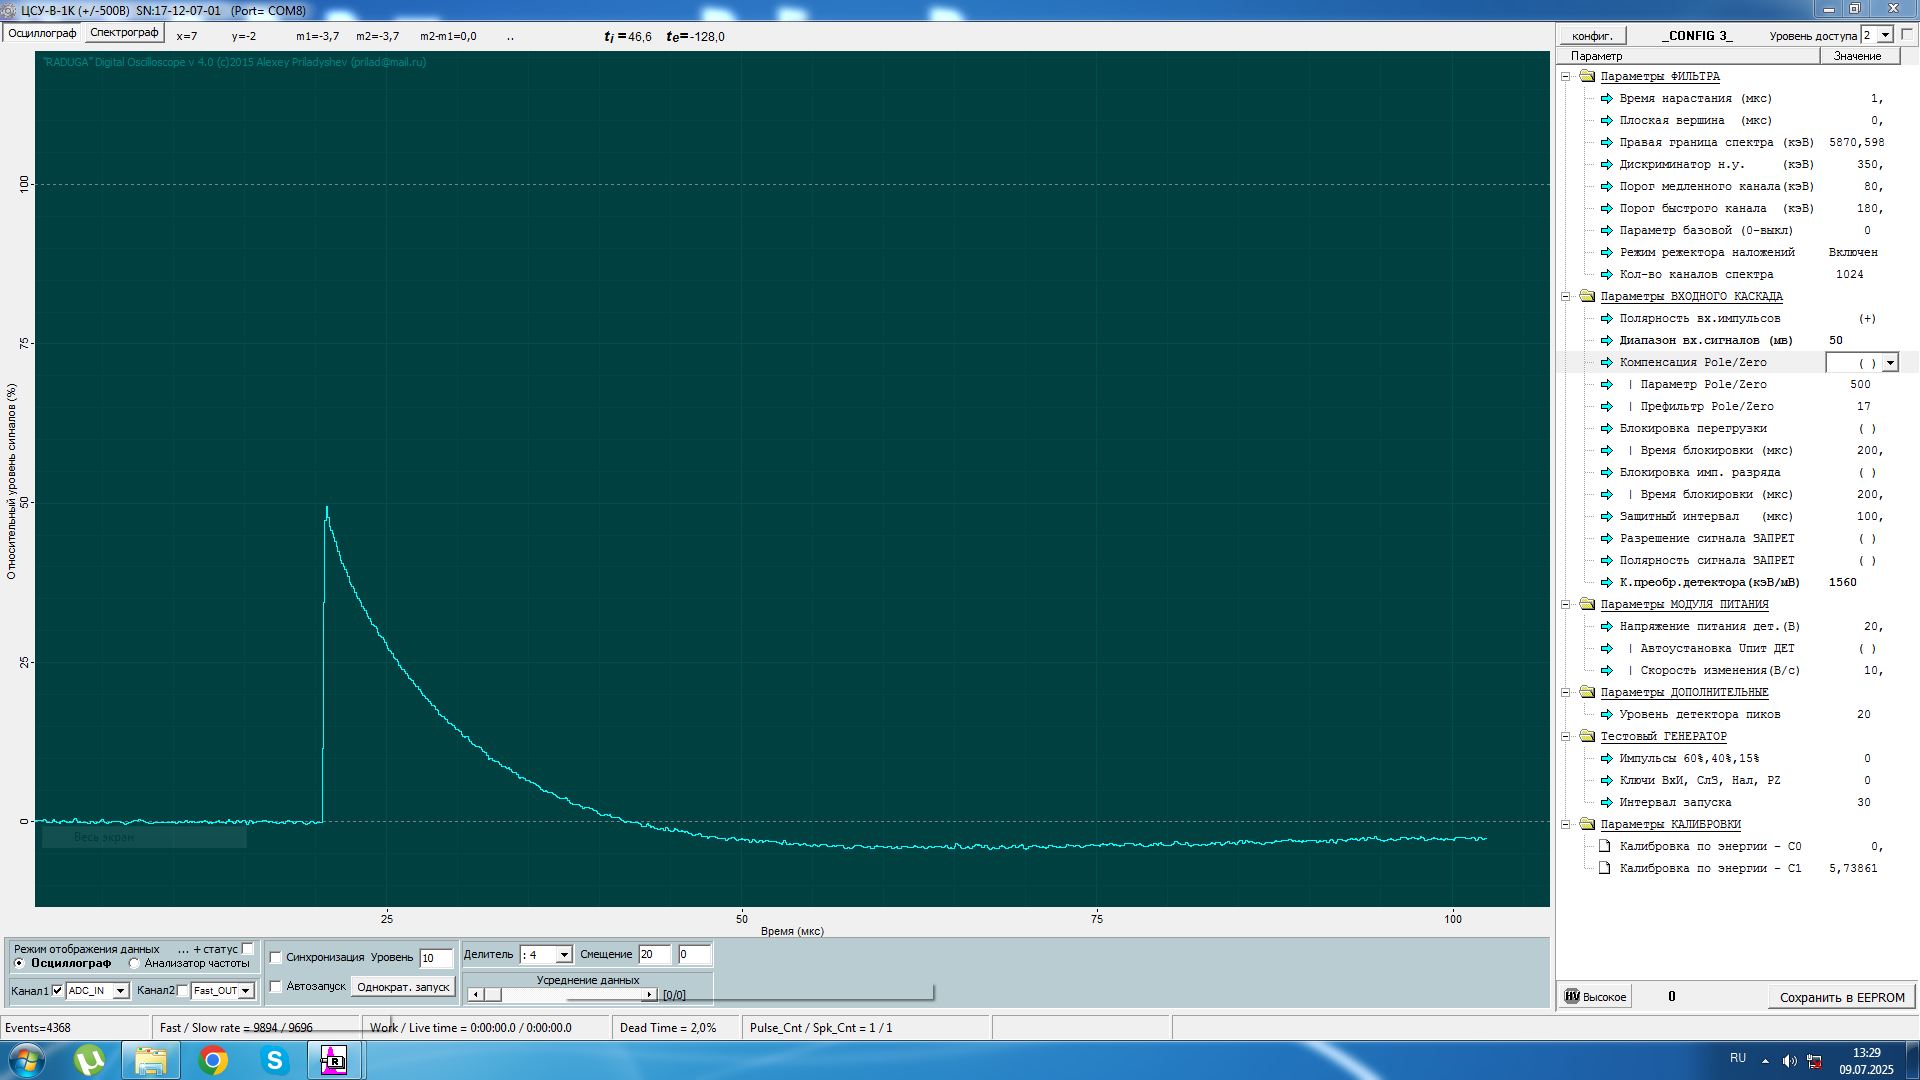 ЦСУ-В-1К (+/-500В)  SN:17-12-07-01   (Port= COM8)
Осциллограф Спектрограф x=7 y=-2 m1=-3,7 m2=-3,7 m2-m1=0,0 .. ti =46,6 te=-128,0
конфиг. _CONFIG 3_ Уровень доступа 2
"RADUGA" Digital Oscilloscope v 4.0 (c)2015 Alexey Priladyshev (prilad@mail.ru)
Относительный уровень сигналов (%)
100
75
50
25
0
Весь экран
25 50 75 100
Время (мкс)
Параметр Значение
Параметры ФИЛЬТРА
Время нарастания (мкс) 1,
Плоская вершина (мкс) 0,
Правая граница спектра (кэВ) 5870,598
Дискриминатор н.у. (кэВ) 350,
Порог медленного канала(кэВ) 80,
Порог быстрого канала (кэВ) 180,
Параметр базовой (0-выкл) 0
Режим режектора наложений Включен
Кол-во каналов спектра 1024
Параметры ВХОДНОГО КАСКАДА
Полярность вх.импульсов (+)
Диапазон вх.сигналов (мв) 50
Компенсация Pole/Zero ( )
| Параметр Pole/Zero 500
| Префильтр Pole/Zero 17
Блокировка перегрузки ( )
| Время блокировки (мкс) 200,
Блокировка имп. разряда ( )
| Время блокировки (мкс) 200,
Защитный интервал (мкс) 100,
Разрешение сигнала ЗАПРЕТ ( )
Полярность сигнала ЗАПРЕТ ( )
К.преобр.детектора(кэВ/мВ) 1560
Параметры МОДУЛЯ ПИТАНИЯ
Напряжение питания дет.(В) 20,
| Автоустановка Uпит ДЕТ ( )
| Скорость изменения(В/с) 10,
Параметры ДОПОЛНИТЕЛЬНЫЕ
Уровень детектора пиков 20
Тестовый ГЕНЕРАТОР
Импульсы 60%,40%,15% 0
Ключи ВхИ, СлЗ, Нал, PZ 0
Интервал запуска 30
Параметры КАЛИБРОВКИ
Калибровка по энергии - С0 0,
Калибровка по энергии - С1 5,73861
Режим отображения данных ... + статус
Осциллограф Анализатор частоты
Канал1 ADC_IN Канал2 Fast_OUT
Синхронизация Уровень 10
Автозапуск Однократ. запуск
Делитель : 4 Смещение 20 0
Усреднение данных
[0/0]
HV Высокое 0 Сохранить в EEPROM
Events=4368 Fast / Slow rate = 9894 / 9696 Work / Live time = 0:00:00.0 / 0:00:00.0 Dead Time = 2,0% Pulse_Cnt / Spk_Cnt = 1 / 1
R
RU 13:29
09.07.2025